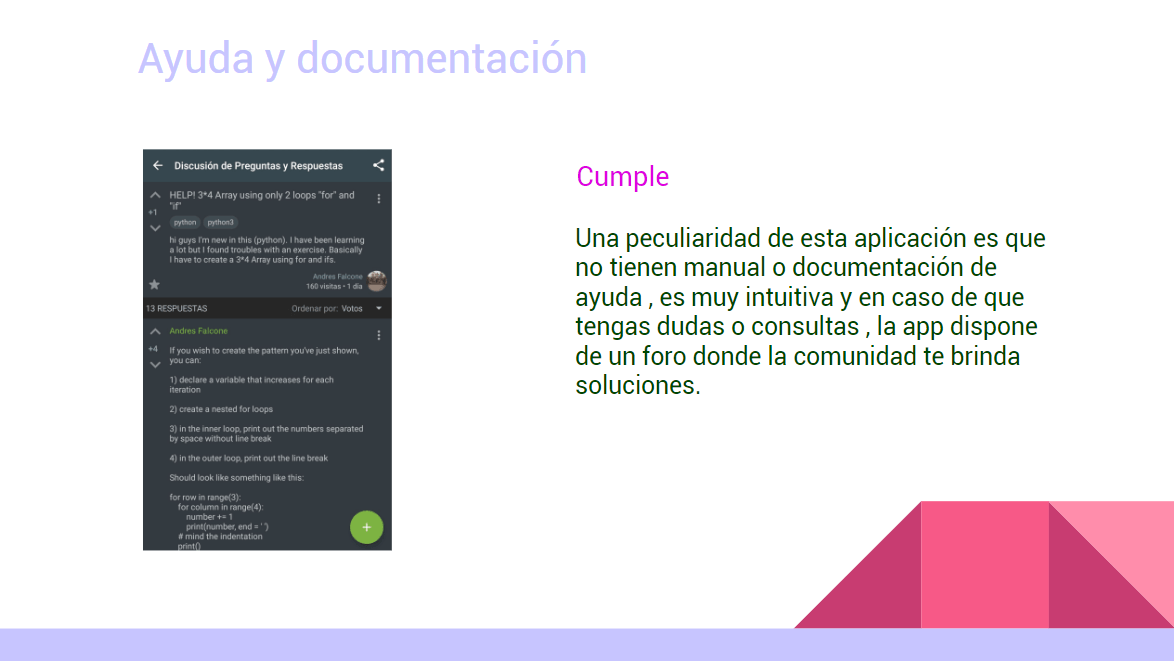 Ayuda y documentación
Discusión de Preguntas y Respuestas
HELP! 3*4 Array using only 2 loops "for" and
"if"
+1
python python3
hi guys I'm new in this (python). I have been learning
a lot but I found troubles with an exercise. Basically
I have to create a 3*4 Array using for and ifs.
Andres Falcone
160 visitas • 1 día
13 RESPUESTAS Ordenar por: Votos
Andres Falcone
+4
If you wish to create the pattern you've just shown,
you can:
1) declare a variable that increases for each
iteration
2) create a nested for loops
3) in the inner loop, print out the numbers separated
by space without line break
4) in the outer loop, print out the line break
Should look like something like this:
for row in range(3):
for column in range(4):
number += 1
print(number, end = ' ')
# mind the indentation
print()
Cumple
Una peculiaridad de esta aplicación es que
no tienen manual o documentación de
ayuda , es muy intuitiva y en caso de que
tengas dudas o consultas , la app dispone
de un foro donde la comunidad te brinda
soluciones.